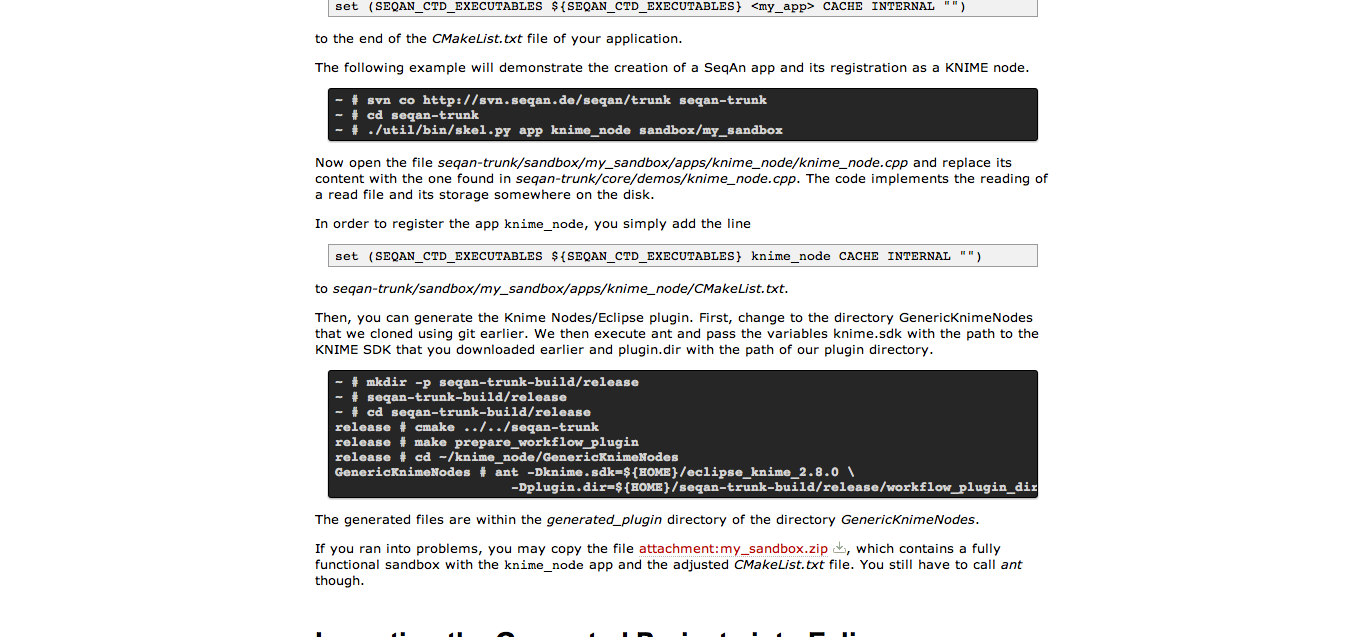 set (SEQAN_CTD_EXECUTABLES ${SEQAN_CTD_EXECUTABLES} <my_app> CACHE INTERNAL "")
to the end of the CMakeList.txt file of your application.
The following example will demonstrate the creation of a SeqAn app and its registration as a KNIME node.
~ # svn co http://svn.seqan.de/seqan/trunk seqan-trunk
~ # cd seqan-trunk
~ # ./util/bin/skel.py app knime_node sandbox/my_sandbox
Now open the file seqan-trunk/sandbox/my_sandbox/apps/knime_node/knime_node.cpp and replace its
content with the one found in seqan-trunk/core/demos/knime_node.cpp. The code implements the reading of
a read file and its storage somewhere on the disk.
In order to register the app knime_node, you simply add the line
set (SEQAN_CTD_EXECUTABLES ${SEQAN_CTD_EXECUTABLES} knime_node CACHE INTERNAL "")
to seqan-trunk/sandbox/my_sandbox/apps/knime_node/CMakeList.txt.
Then, you can generate the Knime Nodes/Eclipse plugin. First, change to the directory GenericKnimeNodes
that we cloned using git earlier. We then execute ant and pass the variables knime.sdk with the path to the
KNIME SDK that you downloaded earlier and plugin.dir with the path of our plugin directory.
~ # mkdir -p seqan-trunk-build/release
~ # seqan-trunk-build/release
~ # cd seqan-trunk-build/release
release # cmake ../../seqan-trunk
release # make prepare_workflow_plugin
release # cd ~/knime_node/GenericKnimeNodes
GenericKnimeNodes # ant -Dknime.sdk=${HOME}/eclipse_knime_2.8.0 \
-Dplugin.dir=${HOME}/seqan-trunk-build/release/workflow_plugin_dir
The generated files are within the generated_plugin directory of the directory GenericKnimeNodes.
If you ran into problems, you may copy the file attachment:my_sandbox.zip, which contains a fully
functional sandbox with the knime_node app and the adjusted CMakeList.txt file. You still have to call ant
though.